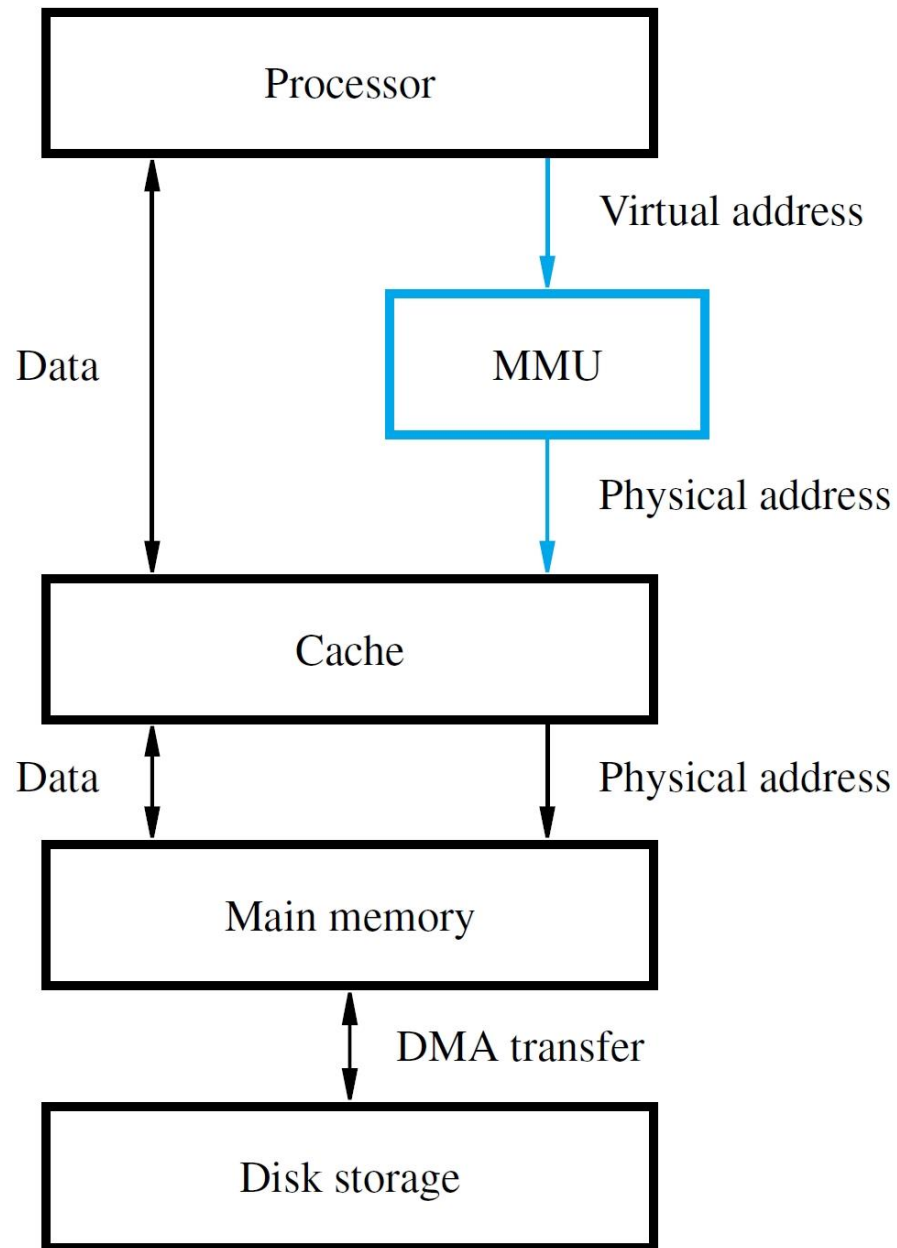 Processor
Virtual address
MMU
Data
Physical address
Cache
Data
Physical address
Main memory
DMA transfer
Disk storage